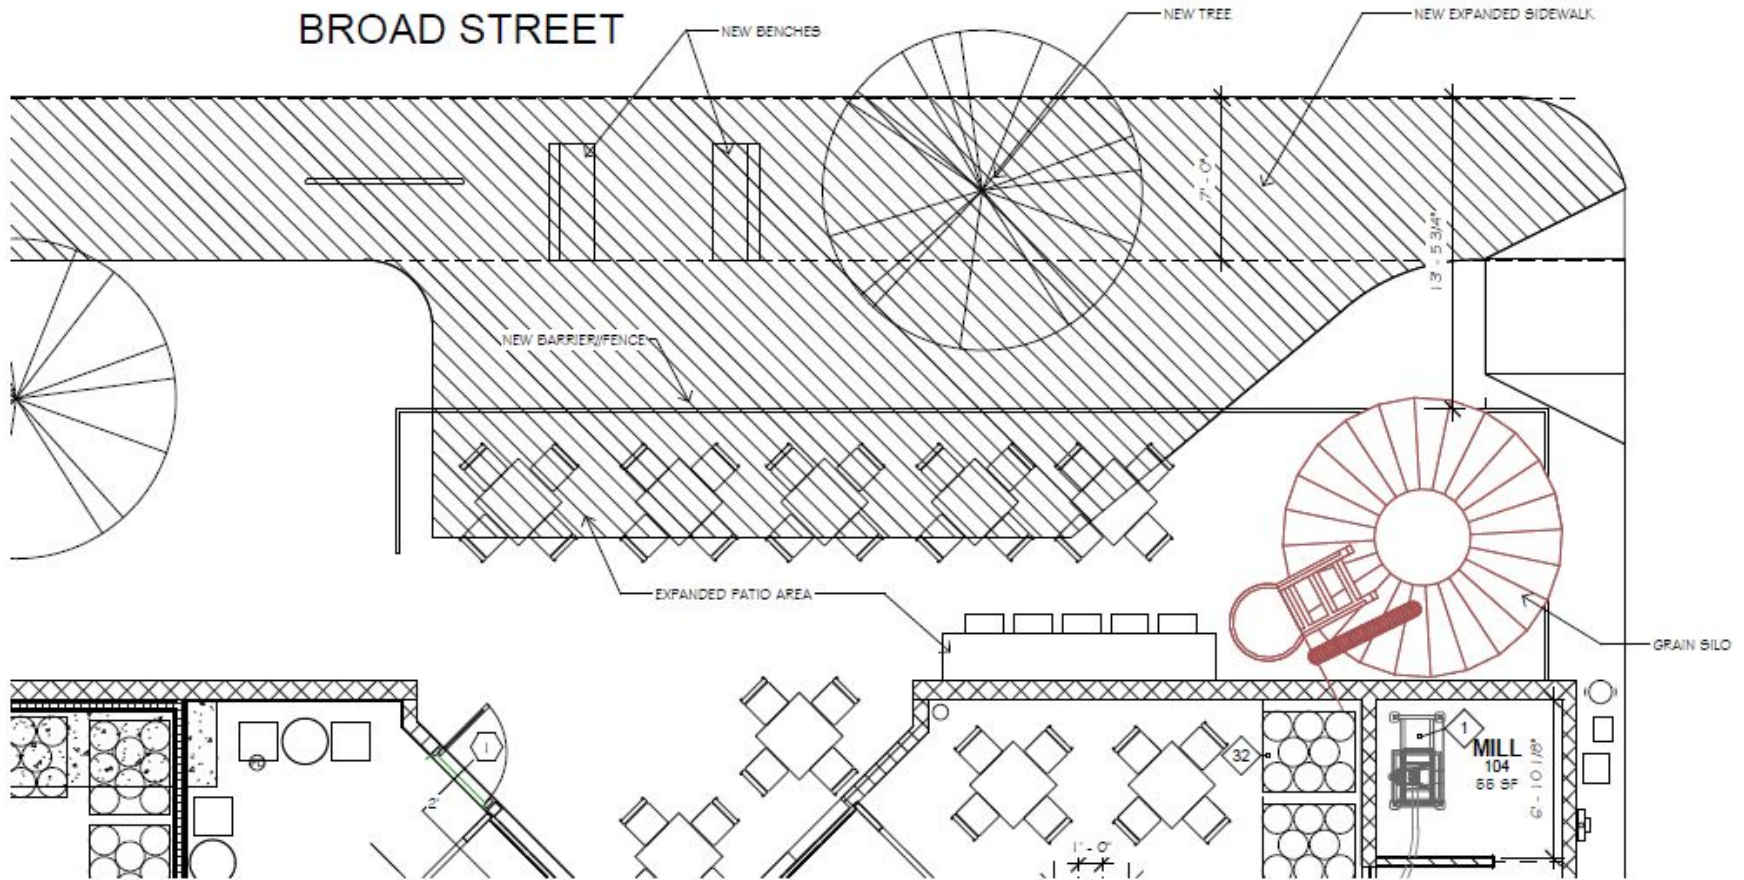 BROAD STREET
NEW BENCHES
NEW TREE
NEW EXPANDED SIDEWALK
7' - 0"
13' - 5 3/4"
NEW BARRIER//FENCE
EXPANDED PATIO AREA
GRAIN SILO
1
2'
32
1
MILL
104
55 SF
6' - 10 1/8"
1' - 0"